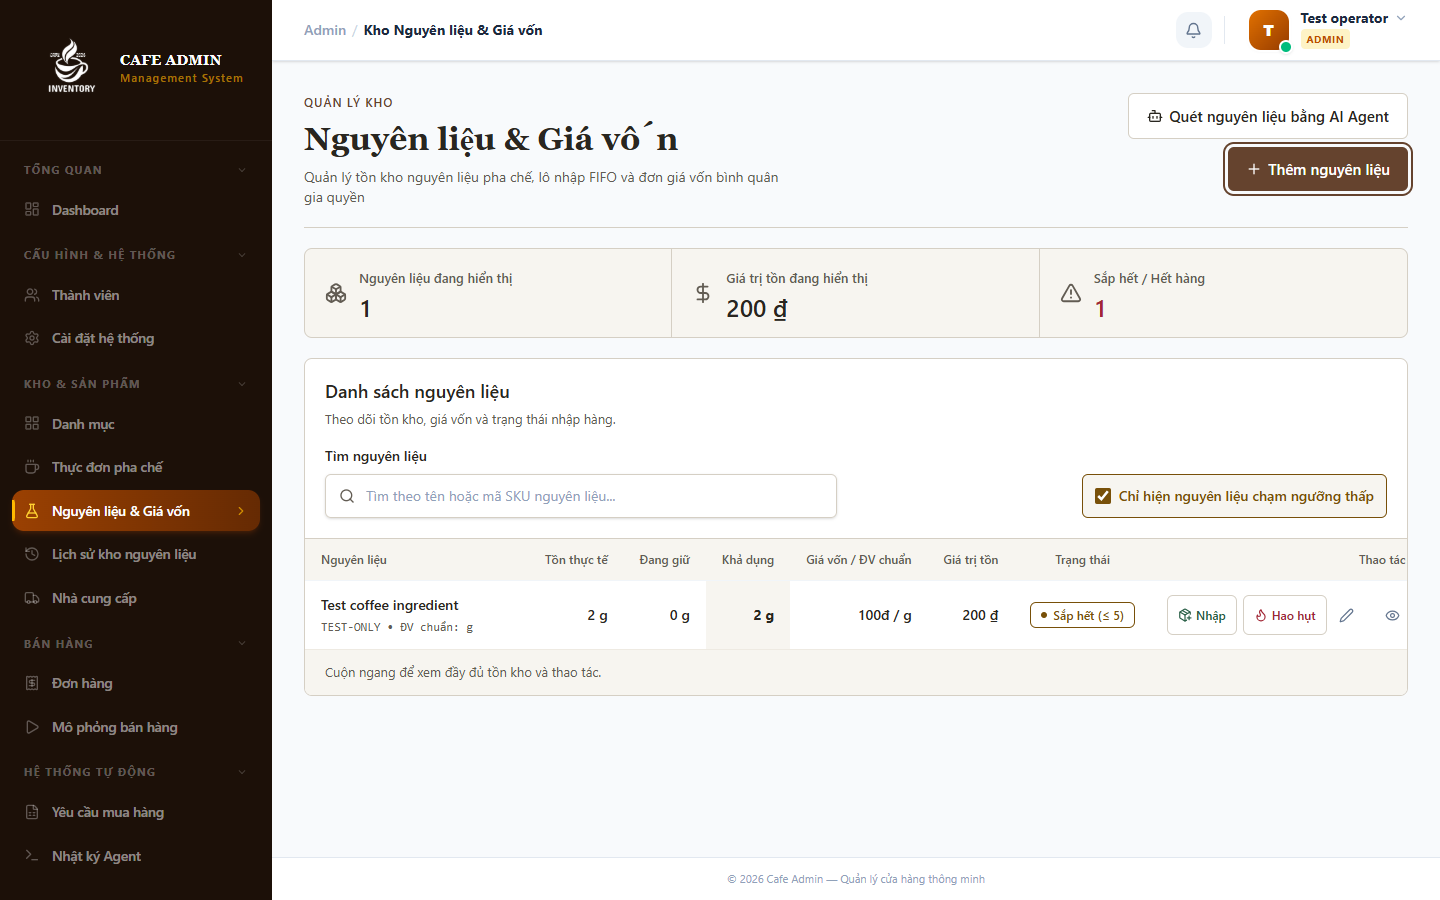 INVENTORY
CAFE ADMIN
Management System
TỔNG QUAN
Dashboard
CẤU HÌNH & HỆ THỐNG
Thành viên
Cài đặt hệ thống
KHO & SẢN PHẨM
Danh mục
Thực đơn pha chế
Nguyên liệu & Giá vốn
Lịch sử kho nguyên liệu
Nhà cung cấp
BÁN HÀNG
Đơn hàng
Mô phỏng bán hàng
HỆ THỐNG TỰ ĐỘNG
Yêu cầu mua hàng
Nhật ký Agent
Admin / Kho Nguyên liệu & Giá vốn
T
Test operator
ADMIN
QUẢN LÝ KHO
Nguyên liệu & Giá vốn
Quản lý tồn kho nguyên liệu pha chế, lô nhập FIFO và đơn giá vốn bình quân
gia quyền
Quét nguyên liệu bằng AI Agent
Thêm nguyên liệu
Nguyên liệu đang hiển thị
1
Giá trị tồn đang hiển thị
200 ₫
Sắp hết / Hết hàng
1
Danh sách nguyên liệu
Theo dõi tồn kho, giá vốn và trạng thái nhập hàng.
Tìm nguyên liệu
Tìm theo tên hoặc mã SKU nguyên liệu...
Chỉ hiện nguyên liệu chạm ngưỡng thấp
Nguyên liệu Tồn thực tế Đang giữ Khả dụng Giá vốn / ĐV chuẩn Giá trị tồn Trạng thái Thao tác
Test coffee ingredient 2 g 0 g 2 g 100đ / g 200 ₫ Sắp hết (≤ 5) Nhập Hao hụt
TEST-ONLY • ĐV chuẩn: g
Cuộn ngang để xem đầy đủ tồn kho và thao tác.
© 2026 Cafe Admin — Quản lý cửa hàng thông minh